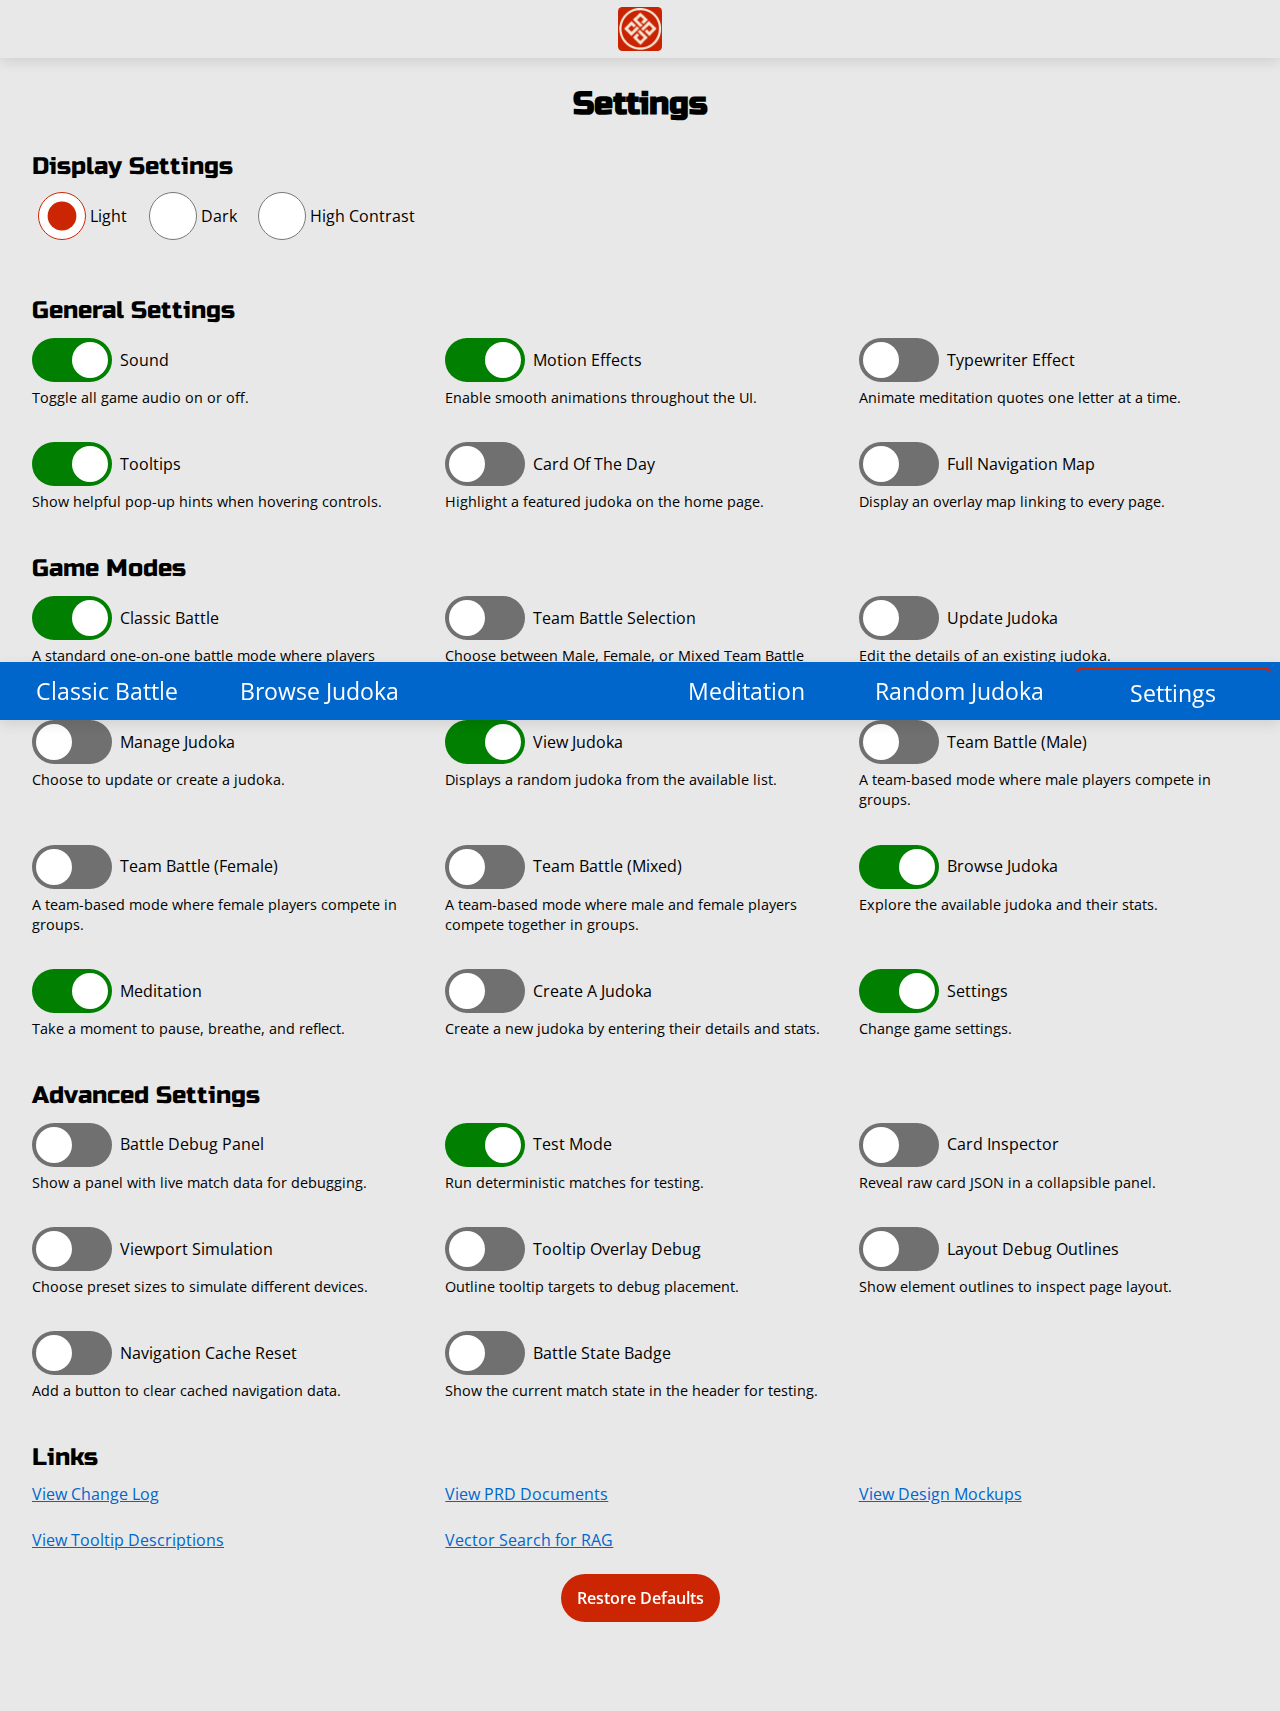 Settings
Display Settings
Light Dark High Contrast
General Settings
Sound Motion Effects Typewriter Effect
Toggle all game audio on or off. Enable smooth animations throughout the UI. Animate meditation quotes one letter at a time.
Tooltips Card Of The Day Full Navigation Map
Show helpful pop-up hints when hovering controls. Highlight a featured judoka on the home page. Display an overlay map linking to every page.
Game Modes
Classic Battle Team Battle Selection Update Judoka
A standard one-on-one battle mode where players Choose between Male, Female, or Mixed Team Battle Edit the details of an existing judoka.
Classic Battle Browse Judoka Meditation Random Judoka Settings
Manage Judoka View Judoka Team Battle (Male)
Choose to update or create a judoka. Displays a random judoka from the available list. A team-based mode where male players compete in
groups.
Team Battle (Female) Team Battle (Mixed) Browse Judoka
A team-based mode where female players compete in A team-based mode where male and female players Explore the available judoka and their stats.
groups. compete together in groups.
Meditation Create A Judoka Settings
Take a moment to pause, breathe, and reflect. Create a new judoka by entering their details and stats. Change game settings.
Advanced Settings
Battle Debug Panel Test Mode Card Inspector
Show a panel with live match data for debugging. Run deterministic matches for testing. Reveal raw card JSON in a collapsible panel.
Viewport Simulation Tooltip Overlay Debug Layout Debug Outlines
Choose preset sizes to simulate different devices. Outline tooltip targets to debug placement. Show element outlines to inspect page layout.
Navigation Cache Reset Battle State Badge
Add a button to clear cached navigation data. Show the current match state in the header for testing.
Links
View Change Log View PRD Documents View Design Mockups
View Tooltip Descriptions Vector Search for RAG
Restore Defaults